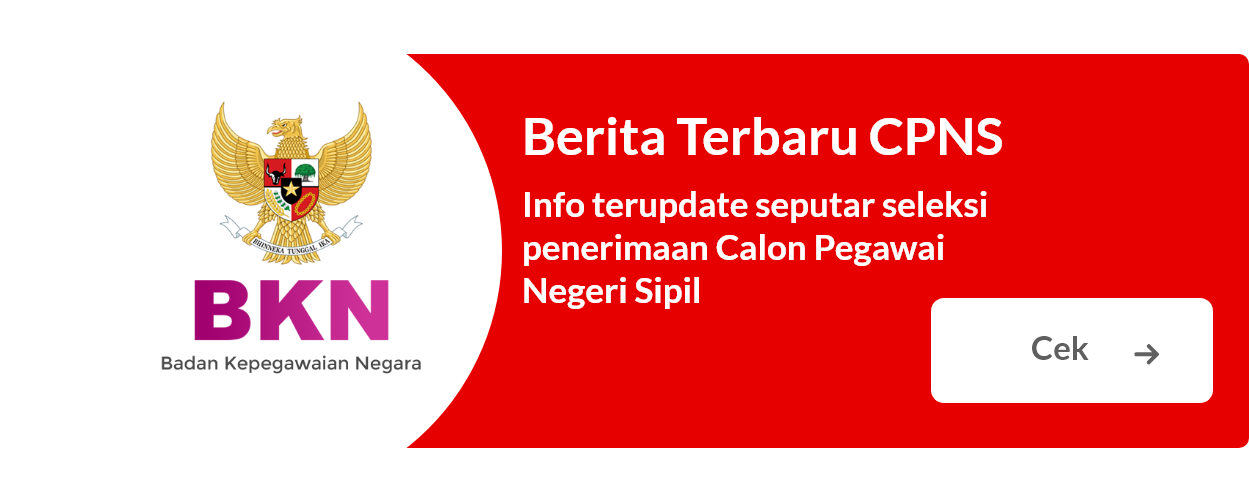 BHINNEKA TUNGGAL IKA
BKN
Badan Kepegawaian Negara
Berita Terbaru CPNS
Info terupdate seputar seleksi
penerimaan Calon Pegawai
Negeri Sipil
Cek